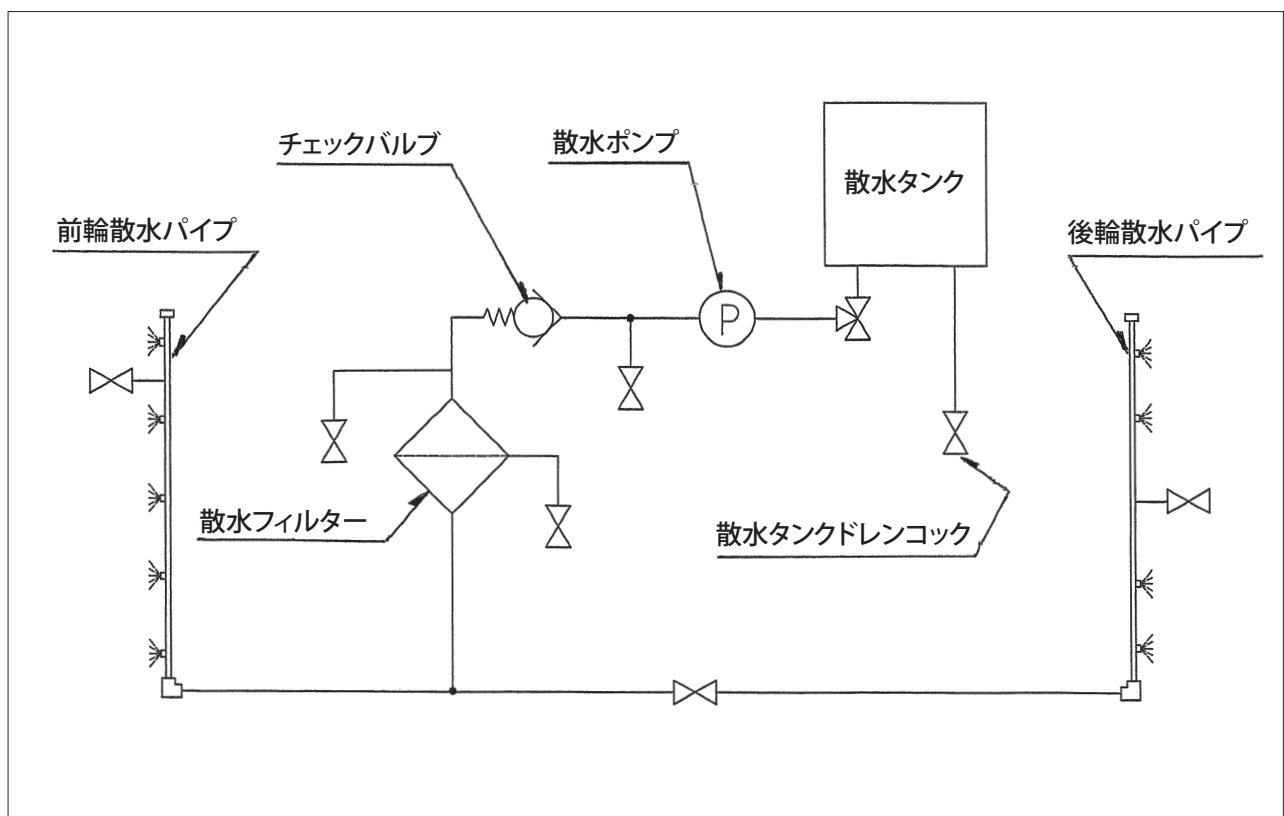 散水タンク
散水ポンプ
チェックバルブ
前輪散水パイプ
後輪散水パイプ
P
散水フィルター
散水タンクドレンコック